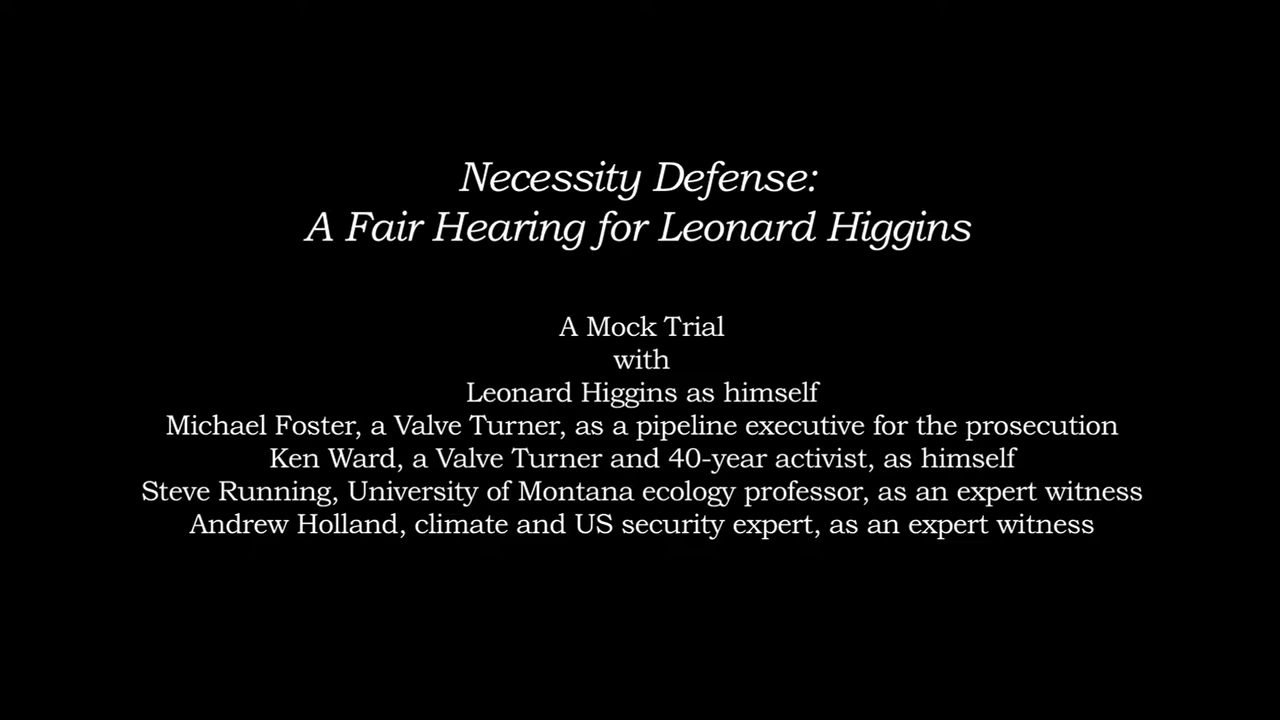 Necessity Defense:
A Fair Hearing for Leonard Higgins
A Mock Trial
with
Leonard Higgins as himself
Michael Foster, a Valve Turner, as a pipeline executive for the prosecution
Ken Ward, a Valve Turner and 40-year activist, as himself
Steve Running, University of Montana ecology professor, as an expert witness
Andrew Holland, climate and US security expert, as an expert witness